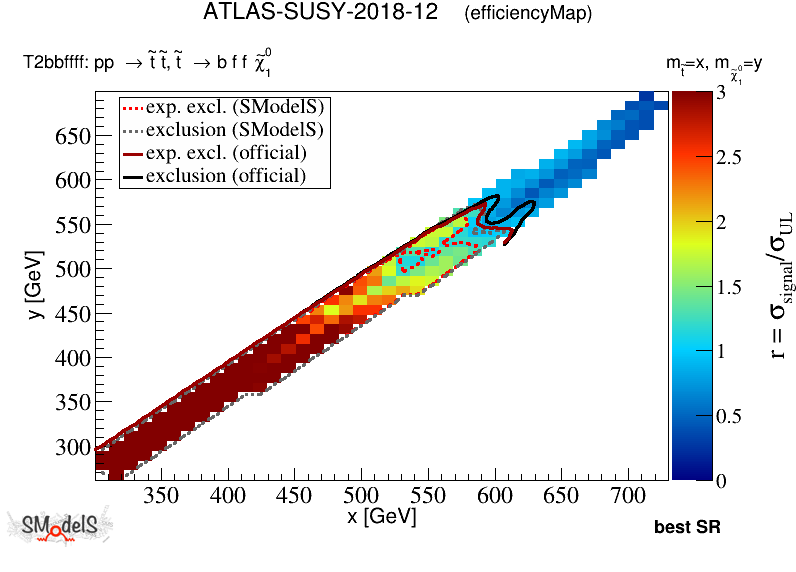 ATLAS-SUSY-2018-12 (efficiencyMap)
T2bbffff: pp → t̃ t̃, t̃ → b f f χ̃₁⁰
m_t̃=x, m_χ̃₁⁰=y
exp. excl. (SModelS)
exclusion (SModelS)
exp. excl. (official)
exclusion (official)
650
600
550
500
450
400
350
300
y [GeV]
350 400 450 500 550 600 650 700
x [GeV]
3
2.5
2
1.5
1
0.5
0
r = σ_signal/σ_UL
SModelS
best SR